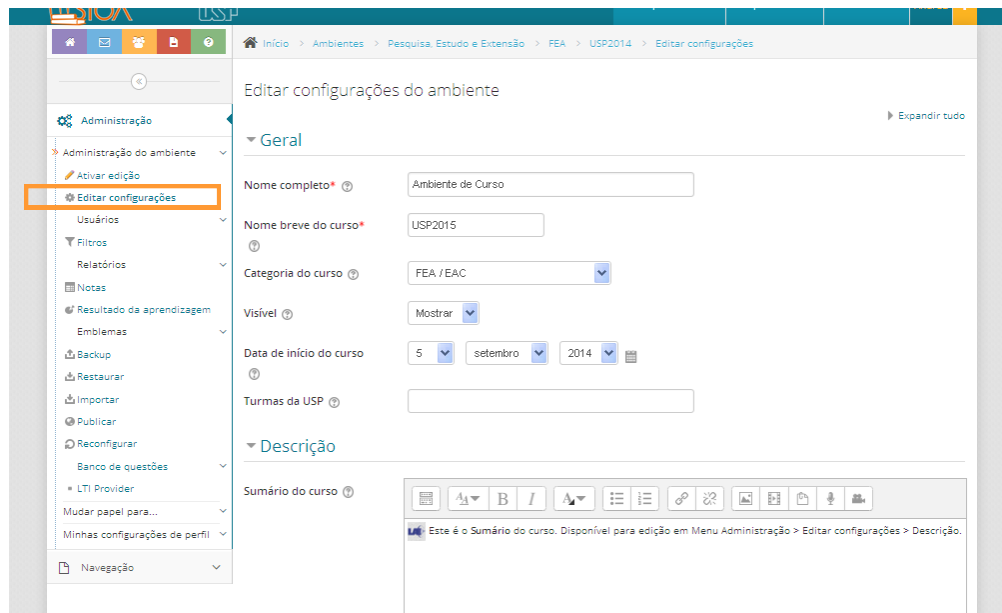 USP
Início > Ambientes > Pesquisa, Estudo e Extensão > FEA > USP2014 > Editar configurações
Editar configurações do ambiente
Expandir tudo
Administração
Administração do ambiente
Ativar edição
Editar configurações
Usuários
Filtros
Relatórios
Notas
Resultado da aprendizagem
Emblemas
Backup
Restaurar
Importar
Publicar
Reconfigurar
Banco de questões
LTI Provider
Mudar papel para...
Minhas configurações de perfil
Navegação
Geral
Nome completo* Ambiente de Curso
Nome breve do curso* USP2015
Categoria do curso FEA / EAC
Visível Mostrar
Data de início do curso 5 setembro 2014
Turmas da USP
Descrição
Sumário do curso
B I A
Este é o Sumário do curso. Disponível para edição em Menu Administração > Editar configurações > Descrição.